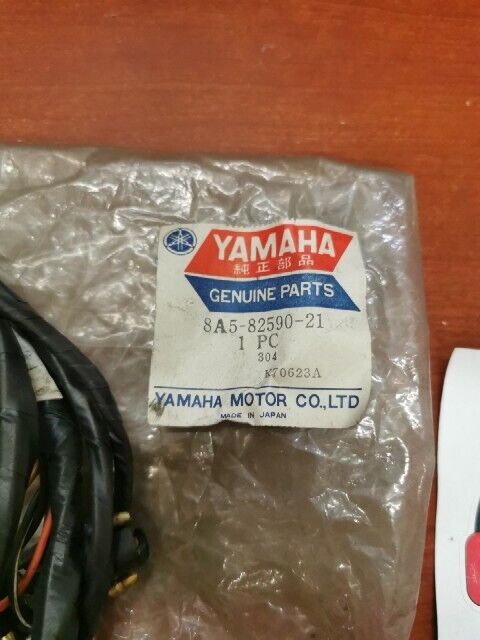 YAMAHA
純正部品
GENUINE PARTS
8A5-82590-21
1 PC
304
K70623A
YAMAHA MOTOR CO.,LTD
MADE IN JAPAN